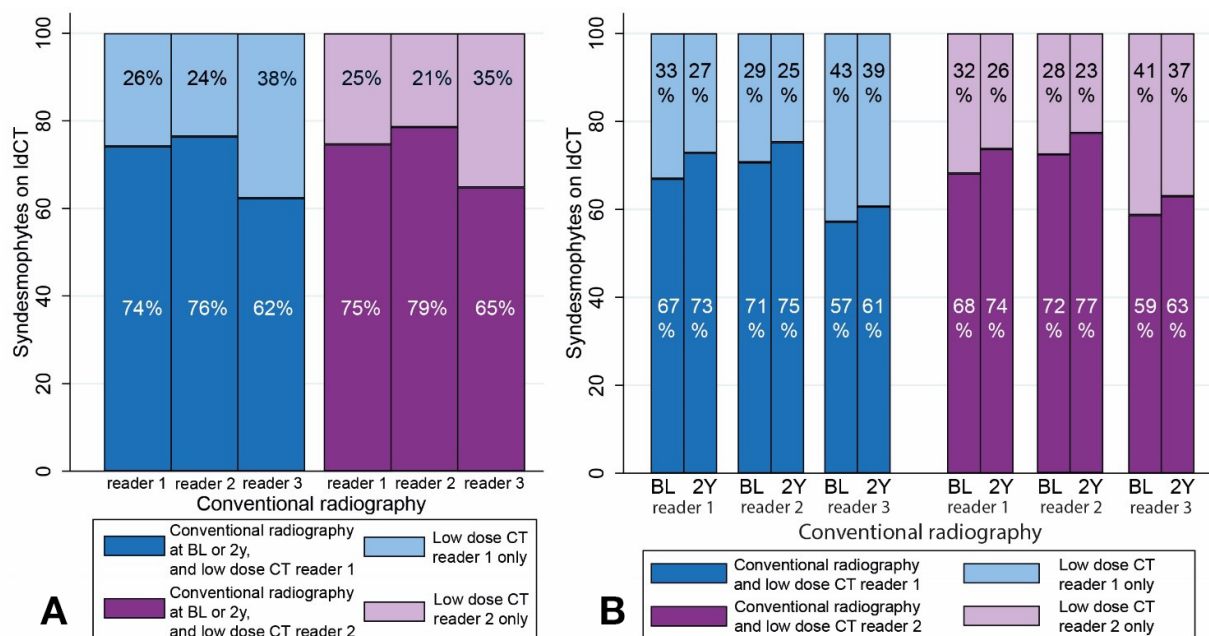 Syndesmophytes on ldCT
100
80
60
40
20
0
26% 24% 38% 25% 21% 35%
74% 76% 62% 75% 79% 65%
reader 1 reader 2 reader 3 reader 1 reader 2 reader 3
Conventional radiography
Conventional radiography
at BL or 2y,
and low dose CT reader 1
Low dose CT
reader 1 only
Conventional radiography
at BL or 2y,
and low dose CT reader 2
Low dose CT
reader 2 only
A
Syndesmophytes on ldCT
100
80
60
40
20
0
33 27 29 25 43 39 32 26 28 23 41 37
% % % % % % % % % % % %
67 73 71 75 57 61 68 74 72 77 59 63
% % % % % % % % % % % %
BL 2Y BL 2Y BL 2Y BL 2Y BL 2Y BL 2Y
reader 1 reader 2 reader 3 reader 1 reader 2 reader 3
Conventional radiography
Conventional radiography
and low dose CT reader 1
Low dose CT
reader 1 only
Conventional radiography
and low dose CT reader 2
Low dose CT
reader 2 only
B